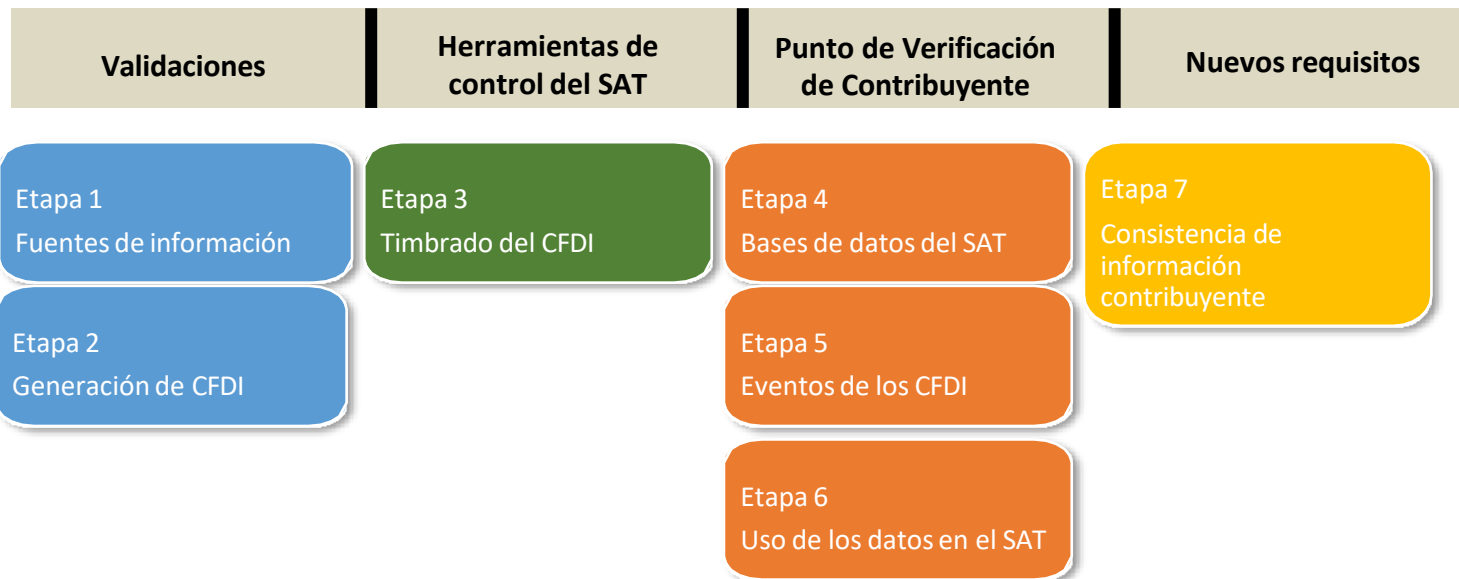 Validaciones
Herramientas de
control del SAT
Punto de Verificación
de Contribuyente
Nuevos requisitos
Etapa 1
Fuentes de información
Etapa 2
Generación de CFDI
Etapa 3
Timbrado del CFDI
Etapa 4
Bases de datos del SAT
Etapa 5
Eventos de los CFDI
Etapa 6
Uso de los datos en el SAT
Etapa 7
Consistencia de
información
contribuyente